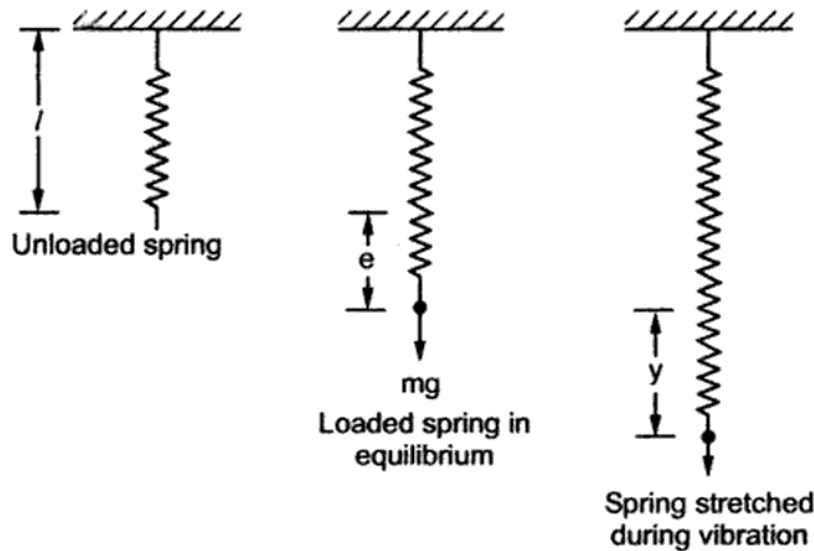 l
Unloaded spring
e
mg
Loaded spring in
equilibrium
y
Spring stretched
during vibration